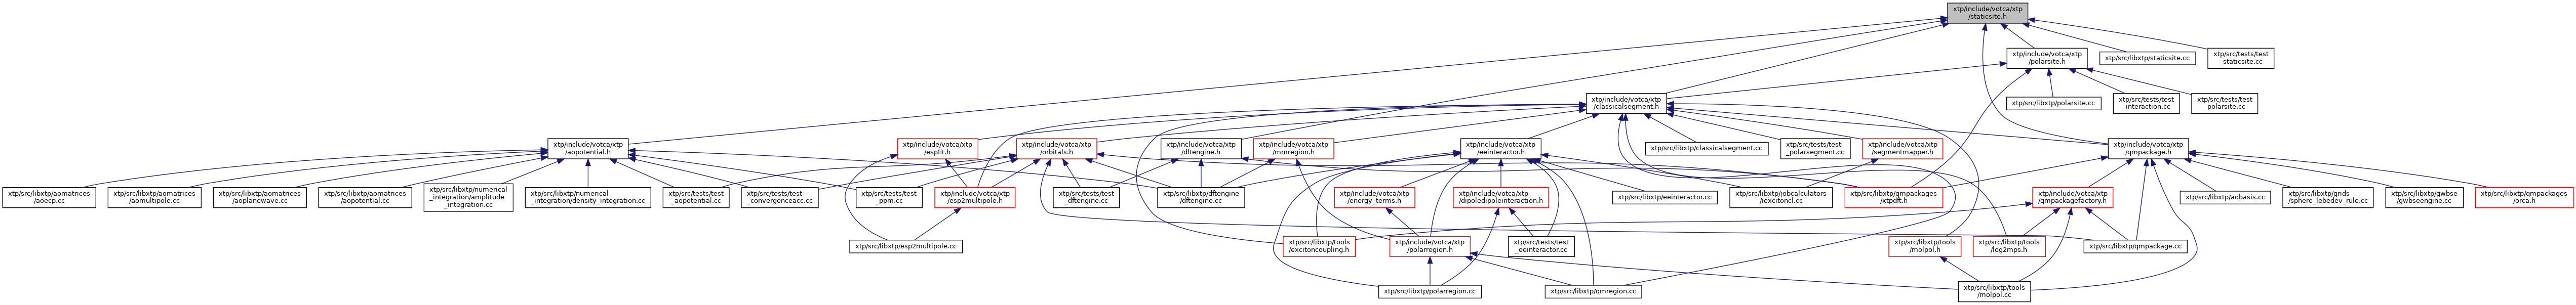 xtp/include/votca/xtp
/staticsite.h
xtp/include/votca/xtp
/polarsite.h
xtp/src/libxtp/staticsite.cc
xtp/src/tests/test
_staticsite.cc
xtp/include/votca/xtp
/classicalsegment.h
xtp/src/libxtp/polarsite.cc
xtp/src/tests/test
_interaction.cc
xtp/src/tests/test
_polarsite.cc
xtp/include/votca/xtp
/aopotential.h
xtp/include/votca/xtp
/espfit.h
xtp/include/votca/xtp
/orbitals.h
xtp/include/votca/xtp
/dftengine.h
xtp/include/votca/xtp
/mmregion.h
xtp/include/votca/xtp
/eeinteractor.h
xtp/src/libxtp/classicalsegment.cc
xtp/src/tests/test
_polarsegment.cc
xtp/include/votca/xtp
/segmentmapper.h
xtp/include/votca/xtp
/qmpackage.h
xtp/src/libxtp/aomatrices
/aoecp.cc
xtp/src/libxtp/aomatrices
/aomultipole.cc
xtp/src/libxtp/aomatrices
/aoplanewave.cc
xtp/src/libxtp/aomatrices
/aopotential.cc
xtp/src/libxtp/numerical
_integration/amplitude
_integration.cc
xtp/src/libxtp/numerical
_integration/density_integration.cc
xtp/src/tests/test
_aopotential.cc
xtp/src/tests/test
_convergenceacc.cc
xtp/src/tests/test
_ppm.cc
xtp/include/votca/xtp
/esp2multipole.h
xtp/src/tests/test
_dftengine.cc
xtp/src/libxtp/dftengine
/dftengine.cc
xtp/include/votca/xtp
/energy_terms.h
xtp/include/votca/xtp
/dipoledipoleinteraction.h
xtp/src/libxtp/eeinteractor.cc
xtp/src/libxtp/jobcalculators
/iexcitoncl.cc
xtp/src/libxtp/qmpackages
/xtpdft.h
xtp/include/votca/xtp
/qmpackagefactory.h
xtp/src/libxtp/aobasis.cc
xtp/src/libxtp/grids
/sphere_lebedev_rule.cc
xtp/src/libxtp/gwbse
/gwbseengine.cc
xtp/src/libxtp/qmpackages
/orca.h
xtp/src/libxtp/esp2multipole.cc
xtp/src/libxtp/tools
/excitoncoupling.h
xtp/include/votca/xtp
/polarregion.h
xtp/src/tests/test
_eeinteractor.cc
xtp/src/libxtp/tools
/molpol.h
xtp/src/libxtp/tools
/log2mps.h
xtp/src/libxtp/qmpackage.cc
xtp/src/libxtp/polarregion.cc
xtp/src/libxtp/qmregion.cc
xtp/src/libxtp/tools
/molpol.cc